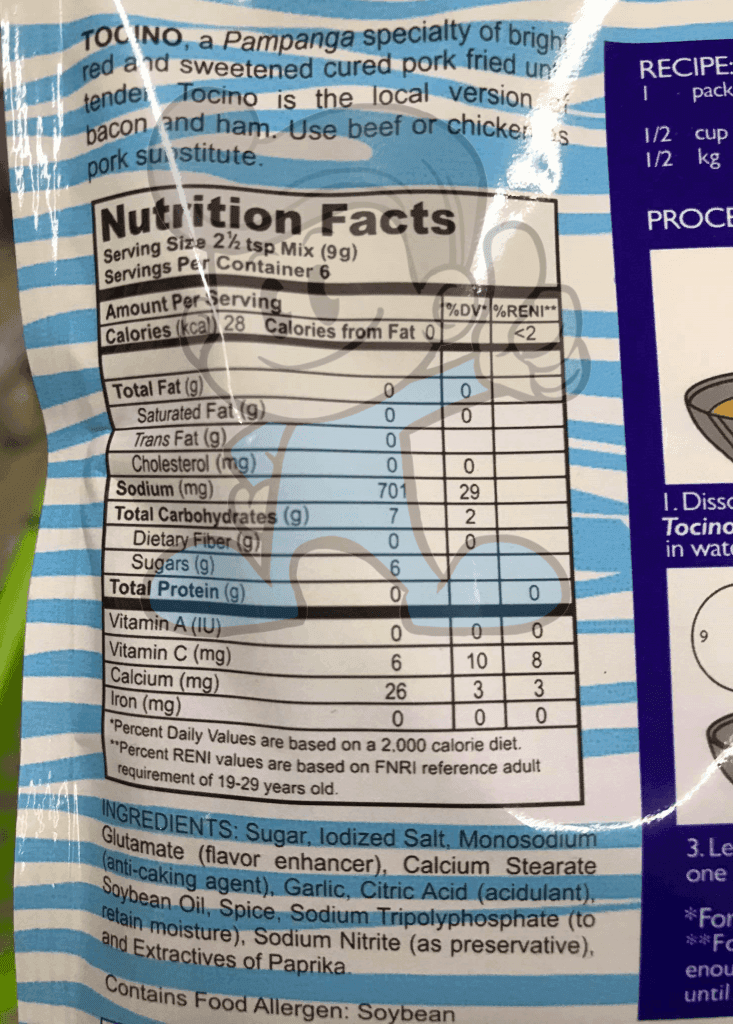 TOCINO, a Pampanga specialty of brigh
red and sweetened cured pork fried un
tender Tocino is the local version of
bacon and ham. Use beef or chicken as
pork substitute.
Nutrition Facts
Serving Size 2½ tsp Mix (9g)
Servings Per Container 6
Amount Per Serving %DV* %RENI**
Calories (kcal) 28 Calories from Fat 0 <2
Total Fat (g) 0 0
Saturated Fat (g) 0 0
Trans Fat (g) 0
Cholesterol (mg) 0 0
Sodium (mg) 701 29
Total Carbohydrates (g) 7 2
Dietary Fiber (g) 0 0
Sugars (g) 6
Total Protein (g) 0 0
Vitamin A (IU) 0 0 0
Vitamin C (mg) 6 10 8
Calcium (mg) 26 3 3
Iron (mg) 0 0 0
*Percent Daily Values are based on a 2,000 calorie diet.
**Percent RENI values are based on FNRI reference adult
requirement of 19-29 years old.
INGREDIENTS: Sugar, Iodized Salt, Monosodium
Glutamate (flavor enhancer), Calcium Stearate
(anti-caking agent), Garlic, Citric Acid (acidulant),
Soybean Oil, Spice, Sodium Tripolyphosphate (to
retain moisture), Sodium Nitrite (as preservative),
and Extractives of Paprika.
Contains Food Allergen: Soybean
RECIPE:
1 pack
1/2 cup
1/2 kg
PROCE
1. Disso
Tocino
in wate
9
3. Le
one
*For
**Fo
enou
until